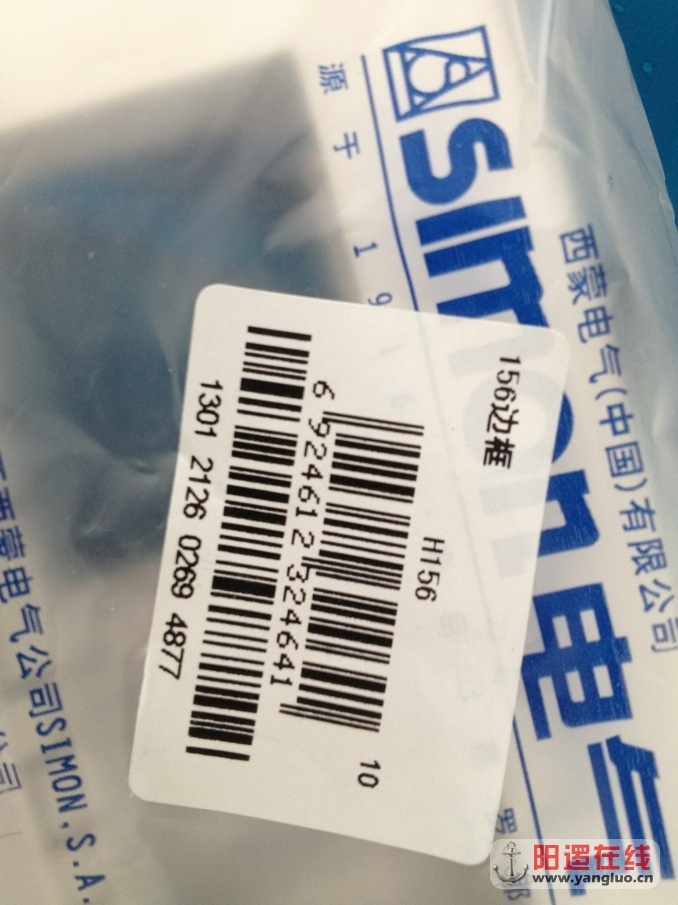 simon电气
源于19
西蒙电气(中国)有限公司
156边框
H156
10
6 924612 324641
1301 2126 0269 4877
西蒙电气公司SIMON,S.A.
公司
阳逻在线
www.yangluo.cn